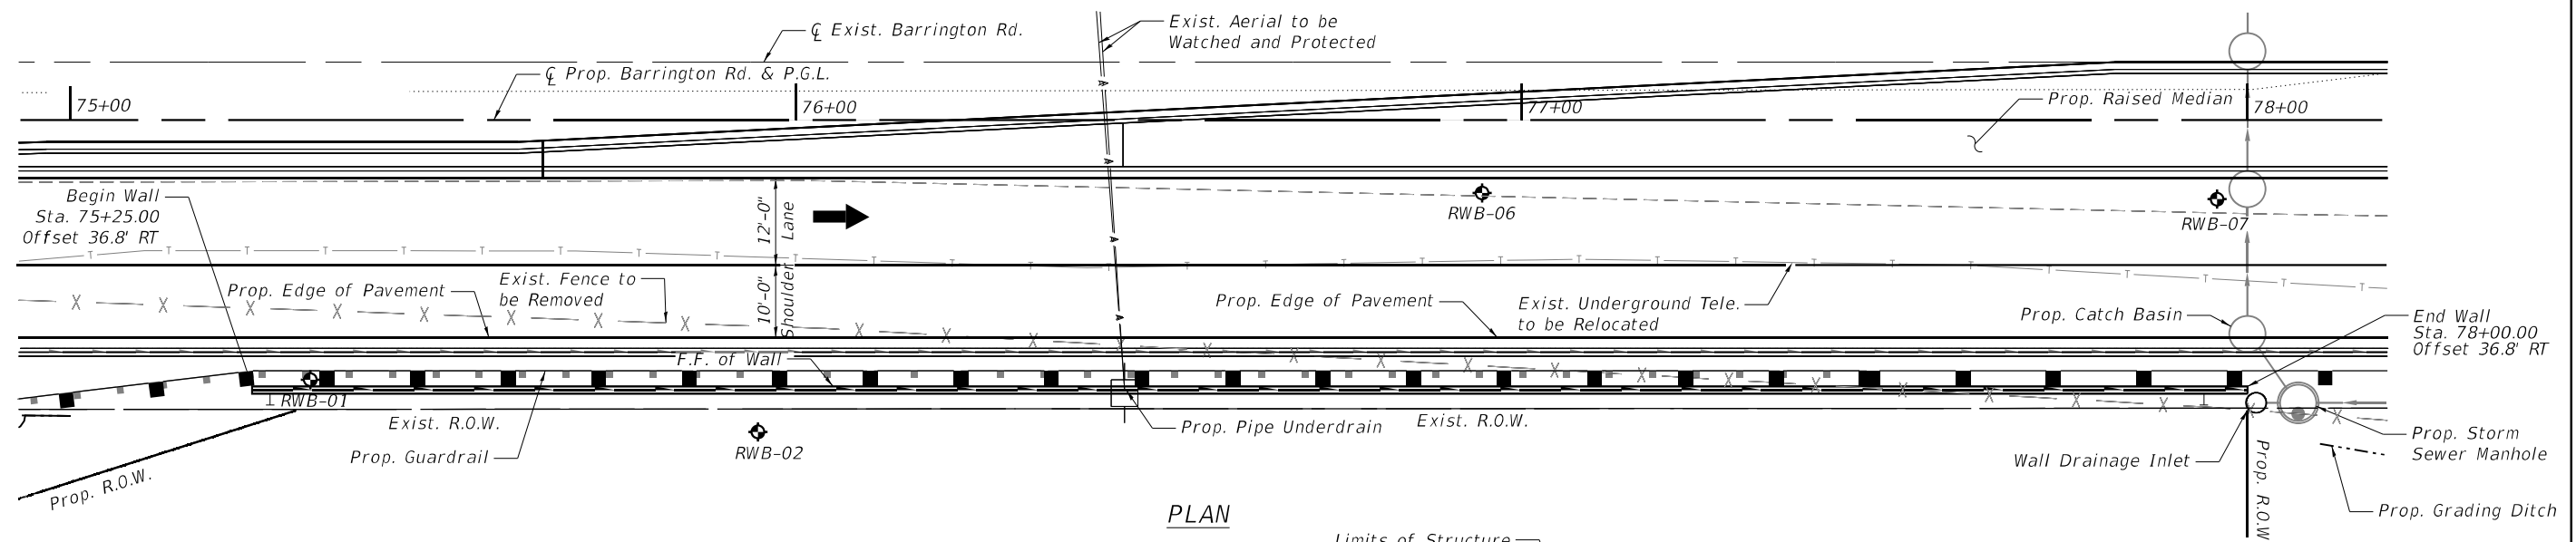 ℄ Exist. Barrington Rd.
Exist. Aerial to be
Watched and Protected
℄ Prop. Barrington Rd. & P.G.L.
75+00
76+00
77+00
78+00
Prop. Raised Median
A
A
A
A
Begin Wall
Sta. 75+25.00
Offset 36.8' RT
12'-0"
Lane
RWB-06
RWB-07
T T T T T T T T T T T T T T T T T T T T T T T T T T T T T T
Exist. Fence to
be Removed
Prop. Edge of Pavement
10'-0"
Shoulder
Prop. Edge of Pavement
Exist. Underground Tele.
to be Relocated
Prop. Catch Basin
End Wall
Sta. 78+00.00
Offset 36.8' RT
X X X X X X X X X X X X X X X X X X X X X X X X X X X
F.F. of Wall
RWB-01
Exist. R.O.W.
RWB-02
Prop. Guardrail
Prop. R.O.W.
Prop. Pipe Underdrain
Exist. R.O.W.
Wall Drainage Inlet
Prop. R.O.W
Prop. Storm
Sewer Manhole
Prop. Grading Ditch
PLAN
Limits of Structure